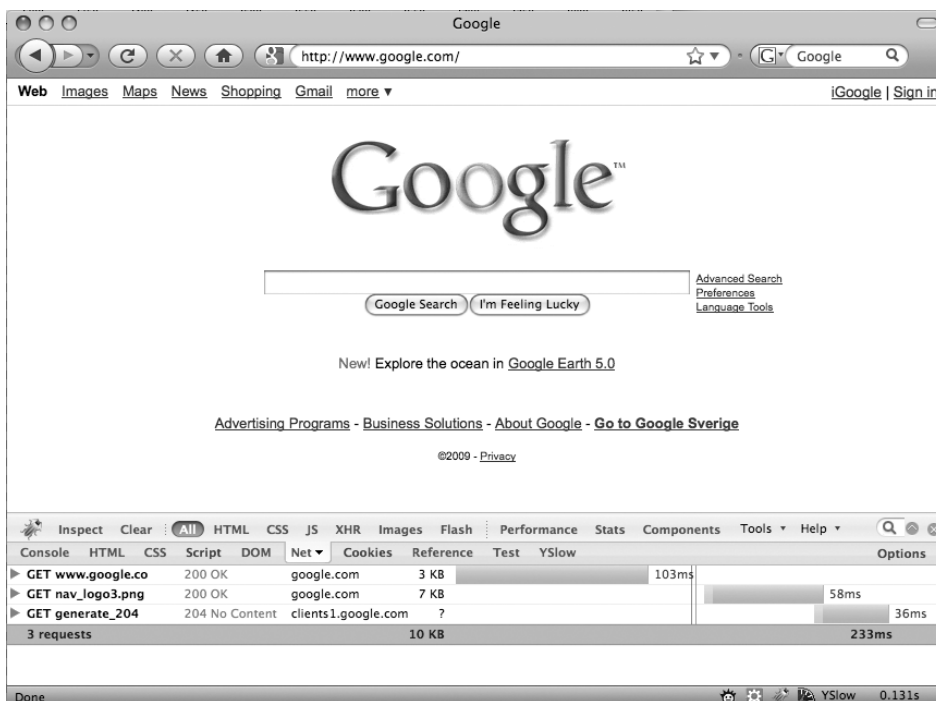 Google
http://www.google.com/ G Google
Web Images Maps News Shopping Gmail more ▼ iGoogle | Sign in
Google™
Advanced Search
Google Search I'm Feeling Lucky Preferences
Language Tools
New! Explore the ocean in Google Earth 5.0
Advertising Programs - Business Solutions - About Google - Go to Google Sverige
©2009 - Privacy
Inspect Clear All HTML CSS JS XHR Images Flash Performance Stats Components Tools ▾ Help ▾
Console HTML CSS Script DOM Net ▾ Cookies Reference Test YSlow Options
GET www.google.co 200 OK google.com 3 KB 103ms
GET nav_logo3.png 200 OK google.com 7 KB 58ms
GET generate_204 204 No Content clients1.google.com ? 36ms
3 requests 10 KB 233ms
Done YSlow 0.131s